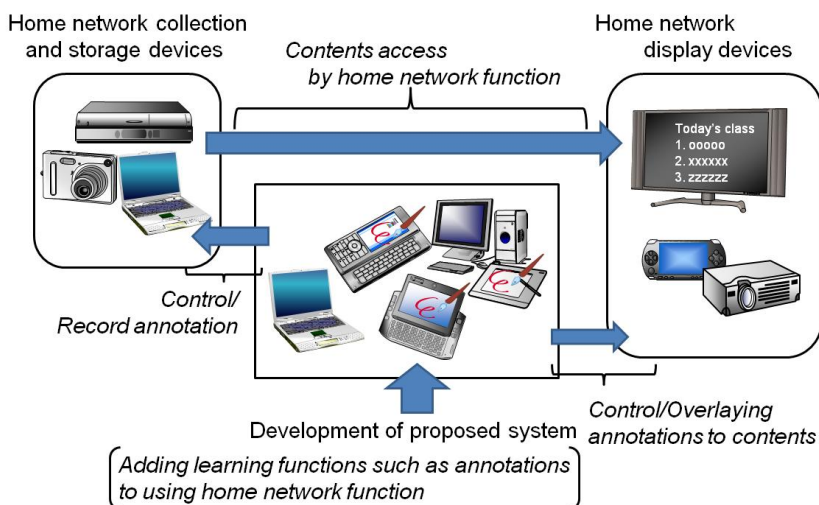 Home network collection
and storage devices
Contents access
by home network function
Home network
display devices
Today's class
1. ooooo
2. xxxxxx
3. zzzzzz
Control/
Record annotation
Control/Overlaying
annotations to contents
Development of proposed system
Adding learning functions such as annotations
to using home network function